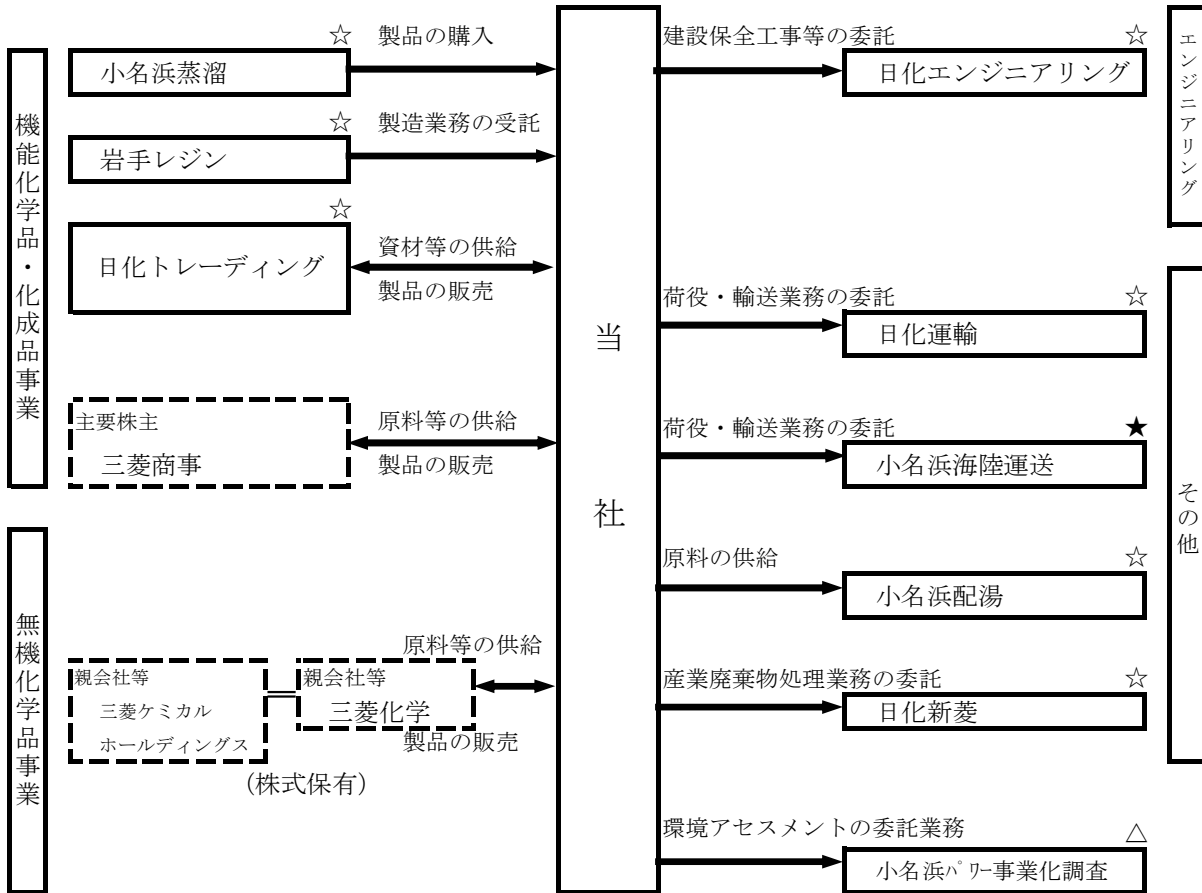 機能化学品・化成品事業
☆ 製品の購入
小名浜蒸溜
☆ 製造業務の受託
岩手レジン
☆
資材等の供給
日化トレーディング
製品の販売
主要株主
三菱商事
原料等の供給
製品の販売
無機化学品事業
原料等の供給
親会社等
三菱ケミカル
ホールディングス
親会社等
三菱化学
製品の販売
(株式保有)
当社
建設保全工事等の委託 ☆
日化エンジニアリング
エンジニアリング
荷役・輸送業務の委託 ☆
日化運輸
荷役・輸送業務の委託 ★
小名浜海陸運送
原料の供給 ☆
小名浜配湯
産業廃棄物処理業務の委託 ☆
日化新菱
環境アセスメントの委託業務 △
小名浜パワー事業化調査
その他